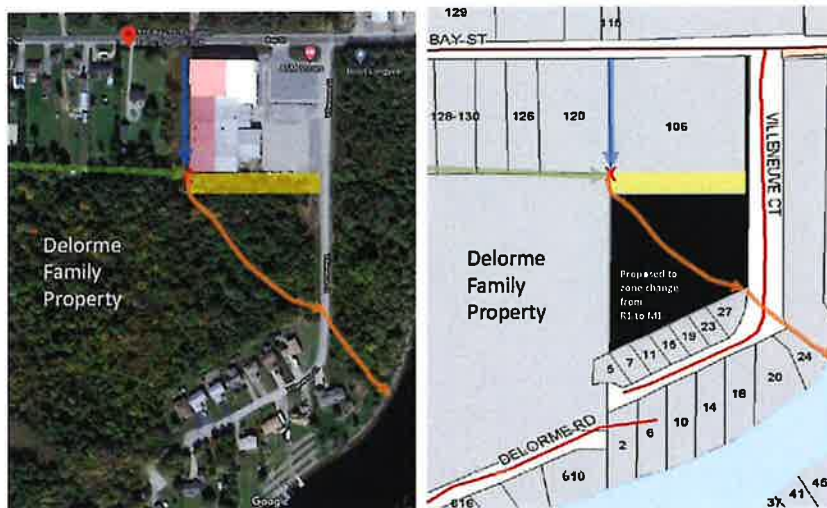 Delorme
Family
Property
Google
129
115
BAY ST
128-130
126
120
106
VILLENEUVE CT
X
Delorme
Family
Property
Proposed to
zone change
from
R1 to M1
27
23
19
15
11
7
5
24
20
18
14
10
6
2
DELORME RD
610
616
45
41
37